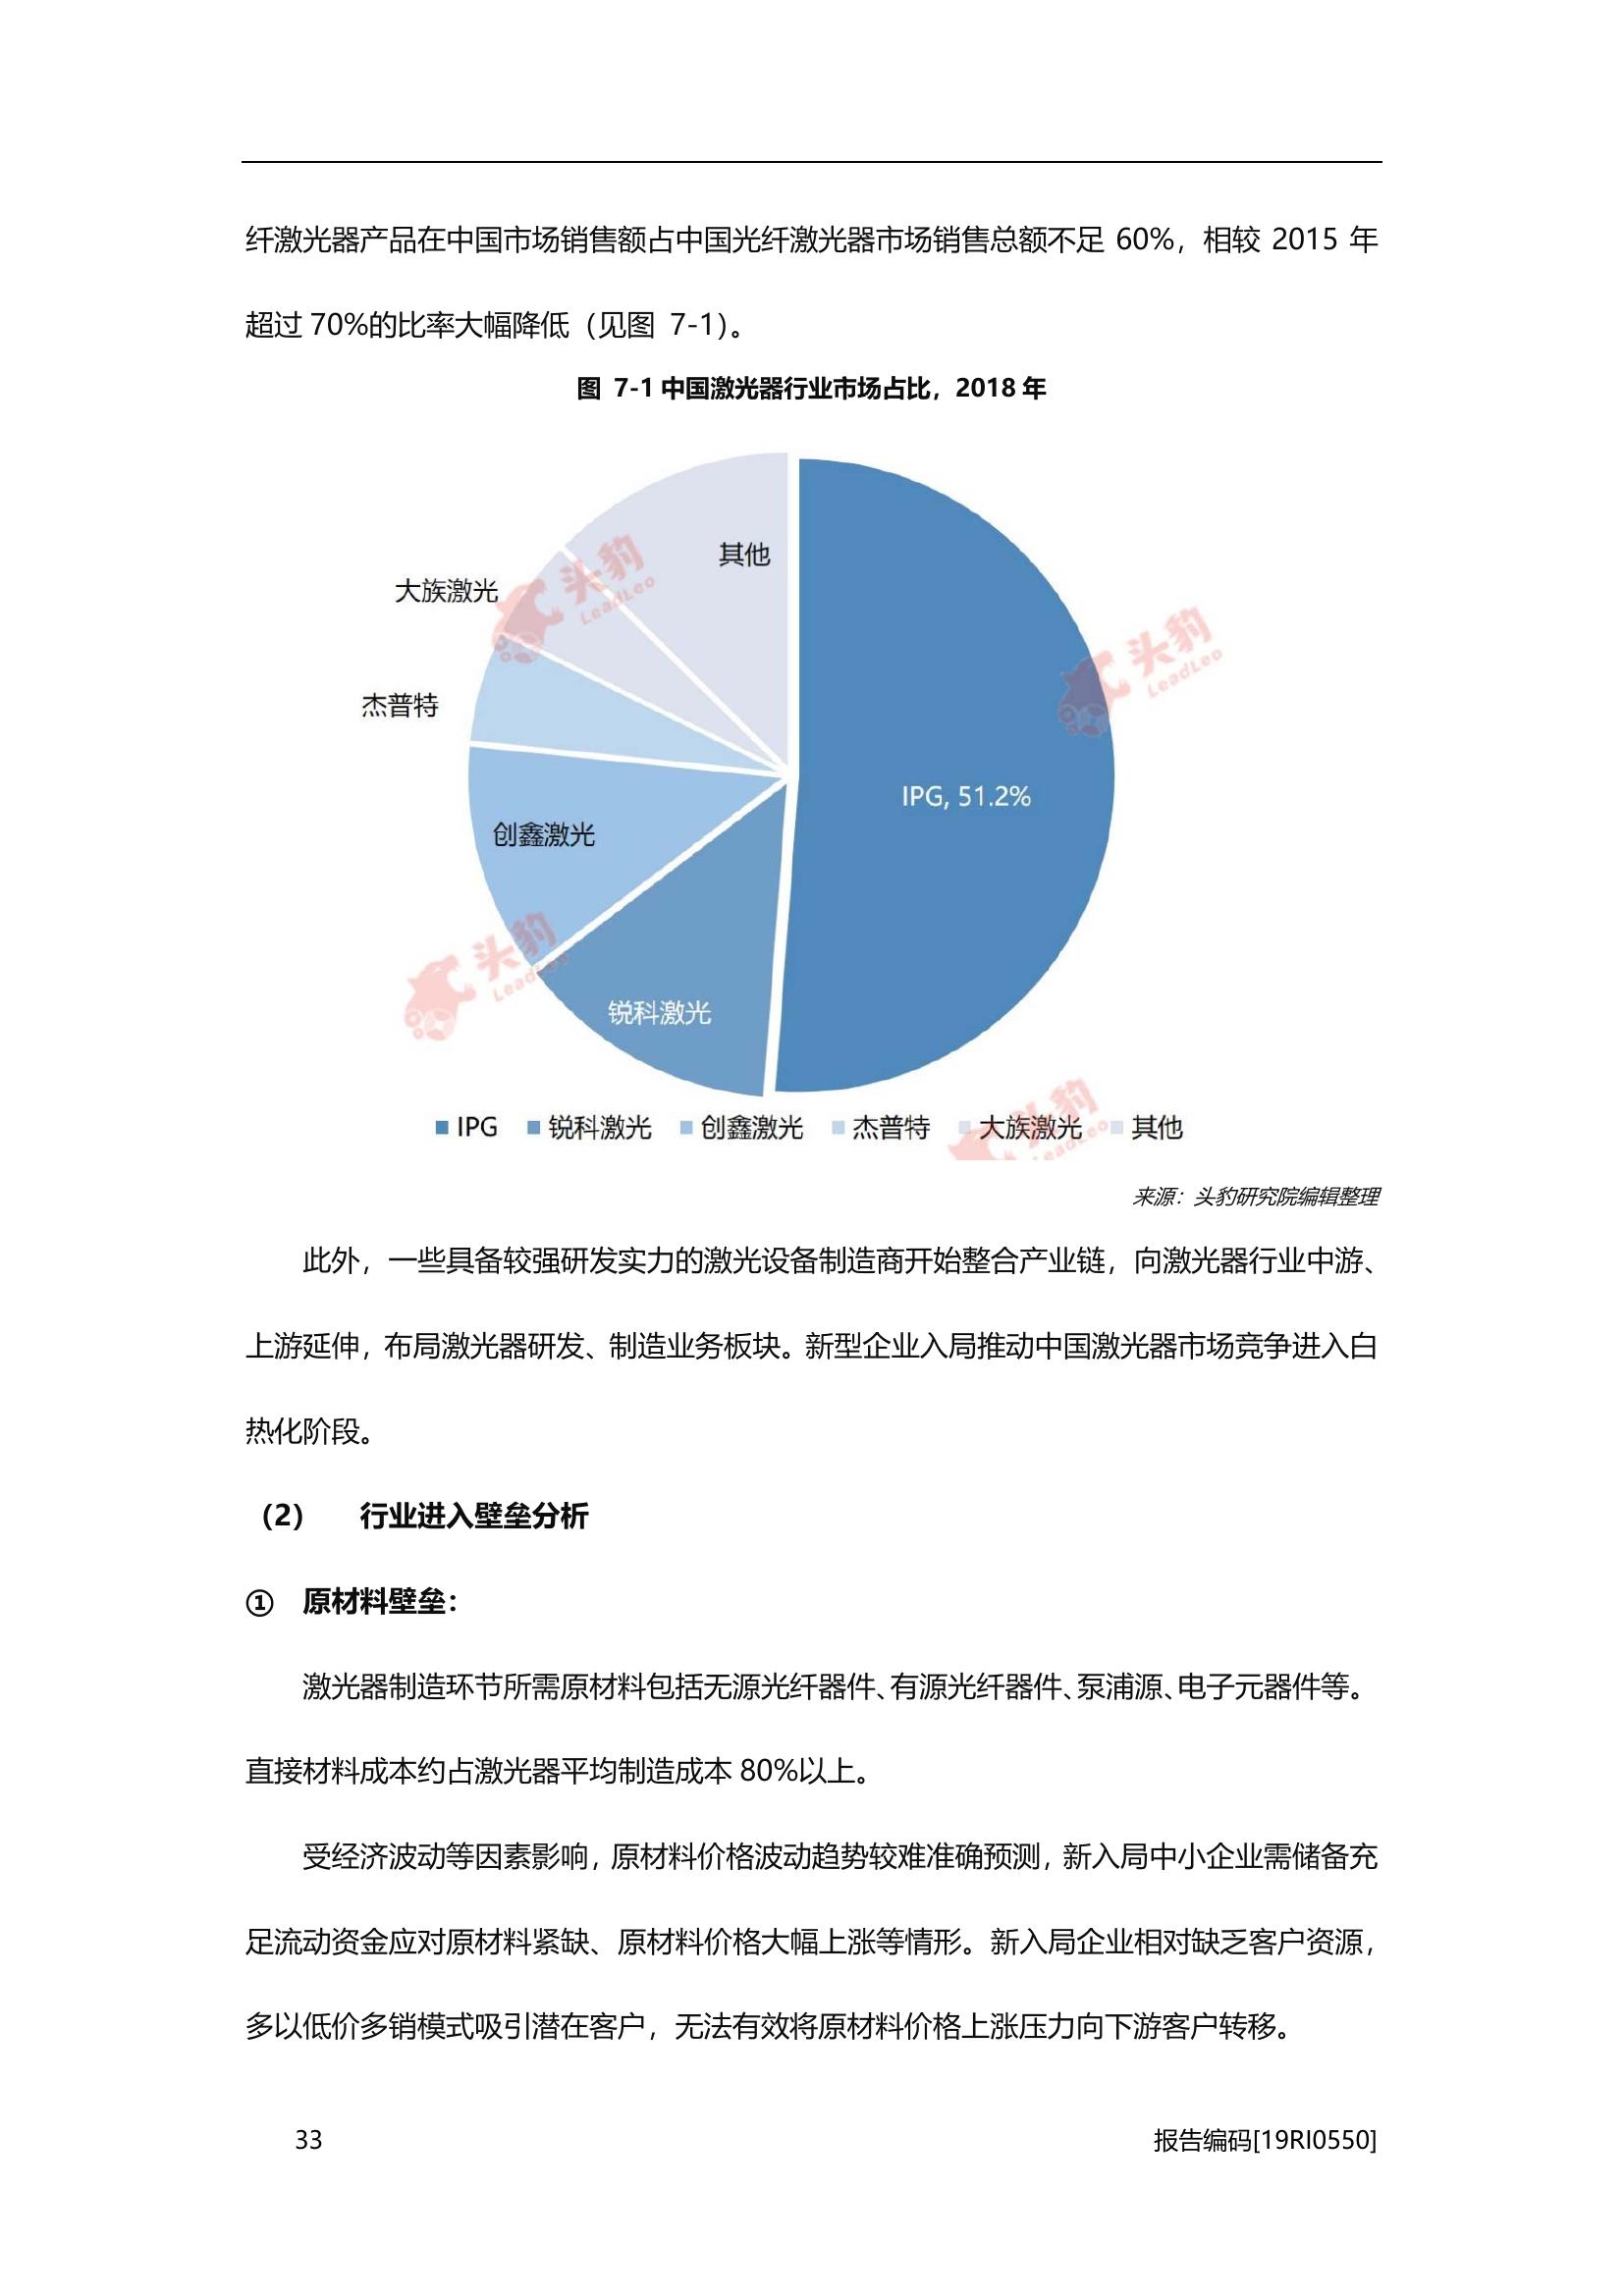 纤激光器产品在中国市场销售额占中国光纤激光器市场销售总额不足 60%，相较 2015 年
超过 70%的比率大幅降低（见图 7-1）。
图 7-1 中国激光器行业市场占比，2018 年
其他
大族激光
头豹
LeadLeo
头豹
LeadLeo
杰普特
IPG, 51.2%
创鑫激光
头豹
LeadLeo
锐科激光
头豹
LeadLeo
IPG 锐科激光 创鑫激光 杰普特 大族激光 其他
来源：头豹研究院编辑整理
此外，一些具备较强研发实力的激光设备制造商开始整合产业链，向激光器行业中游、
上游延伸，布局激光器研发、制造业务板块。新型企业入局推动中国激光器市场竞争进入白
热化阶段。
（2） 行业进入壁垒分析
① 原材料壁垒：
激光器制造环节所需原材料包括无源光纤器件、有源光纤器件、泵浦源、电子元器件等。
直接材料成本约占激光器平均制造成本 80%以上。
受经济波动等因素影响，原材料价格波动趋势较难准确预测，新入局中小企业需储备充
足流动资金应对原材料紧缺、原材料价格大幅上涨等情形。新入局企业相对缺乏客户资源，
多以低价多销模式吸引潜在客户，无法有效将原材料价格上涨压力向下游客户转移。
33 报告编码[19RI0550]